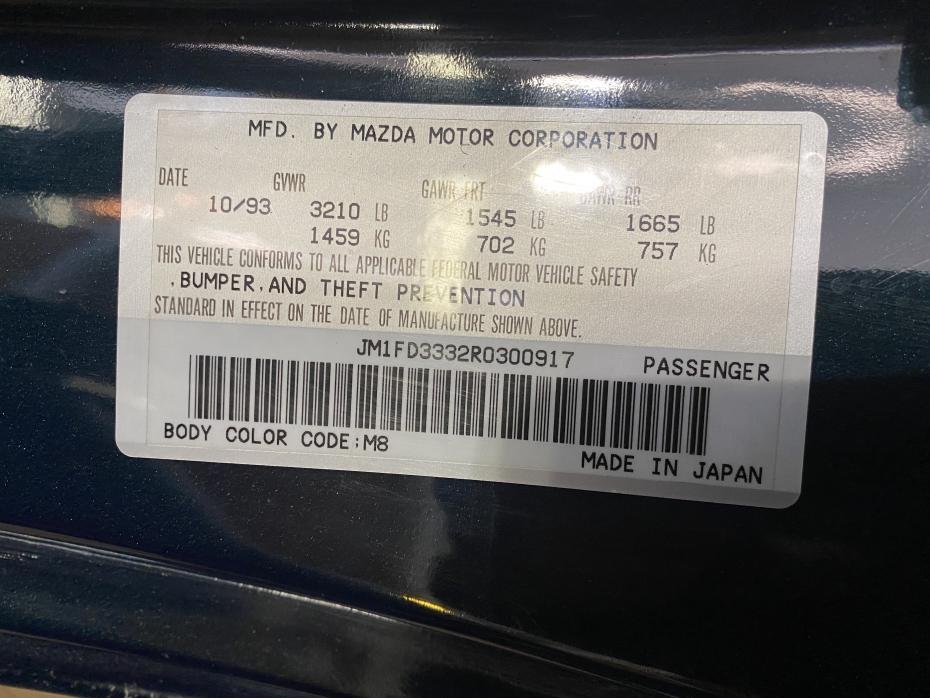 MFD. BY MAZDA MOTOR CORPORATION
DATE GVWR GAWR FRT GAWR RR
10/93 3210 LB 1545 LB 1665 LB
1459 KG 702 KG 757 KG
THIS VEHICLE CONFORMS TO ALL APPLICABLE FEDERAL MOTOR VEHICLE SAFETY
,BUMPER,AND THEFT PREVENTION
STANDARD IN EFFECT ON THE DATE OF MANUFACTURE SHOWN ABOVE.
JM1FD3332R0300917 PASSENGER
BODY COLOR CODE:M8
MADE IN JAPAN